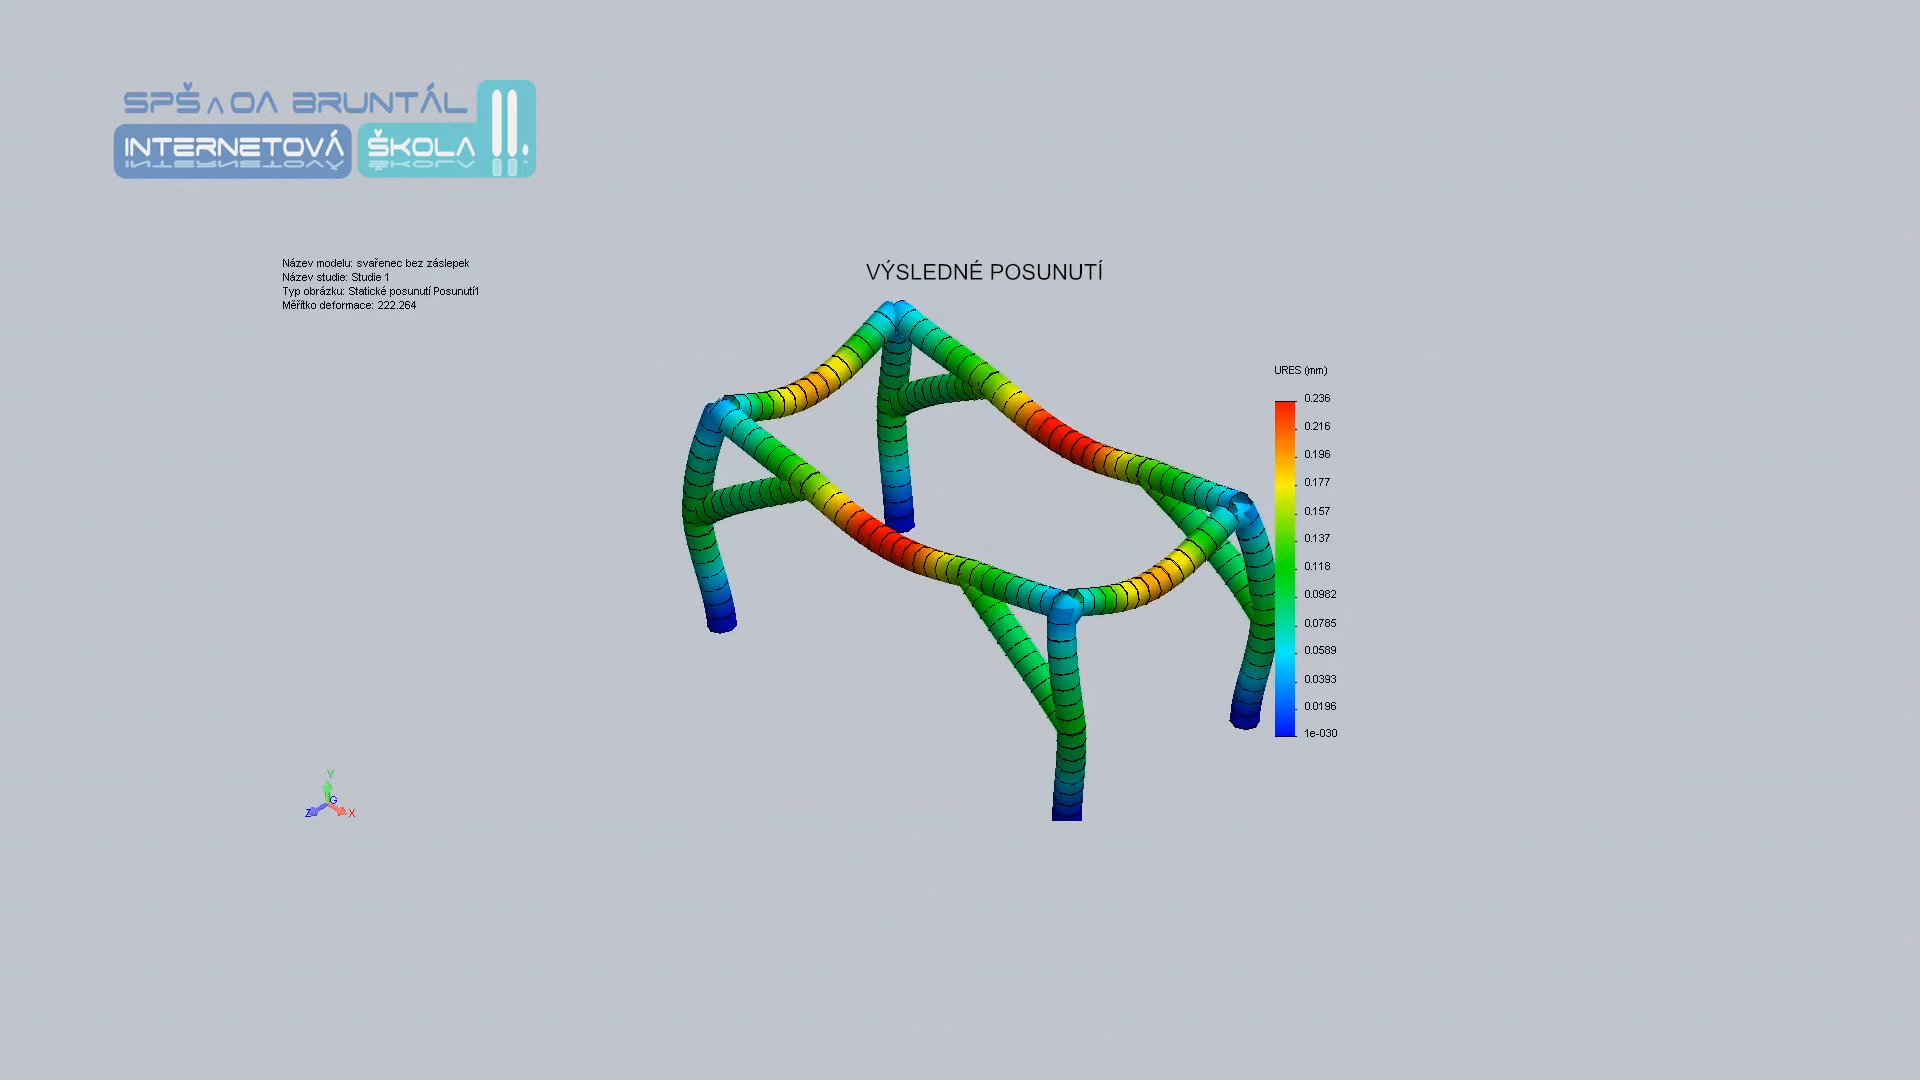 SPŠ A OA BRUNTÁL
INTERNETOVÁ ŠKOLA II.
Název modelu: svařenec bez záslepek
Název studie: Studie 1
Typ obrázku: Statické posunutí Posunutí1
Měřítko deformace: 222.264
VÝSLEDNÉ POSUNUTÍ
URES (mm)
0.236
0.216
0.196
0.177
0.157
0.137
0.118
0.0982
0.0785
0.0589
0.0393
0.0196
1e-030
Y
G
Z
X